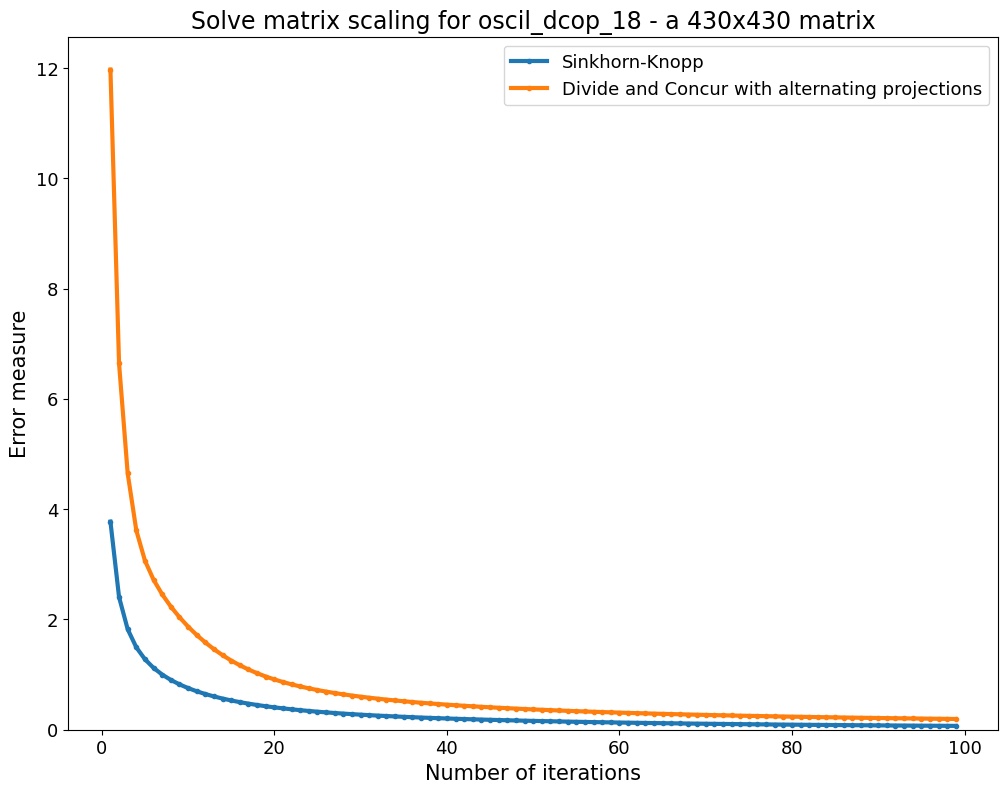 Solve matrix scaling for oscil_dcop_18 - a 430x430 matrix
Sinkhorn-Knopp
Divide and Concur with alternating projections
Error measure
12
10
8
6
4
2
0
0 20 40 60 80 100
Number of iterations